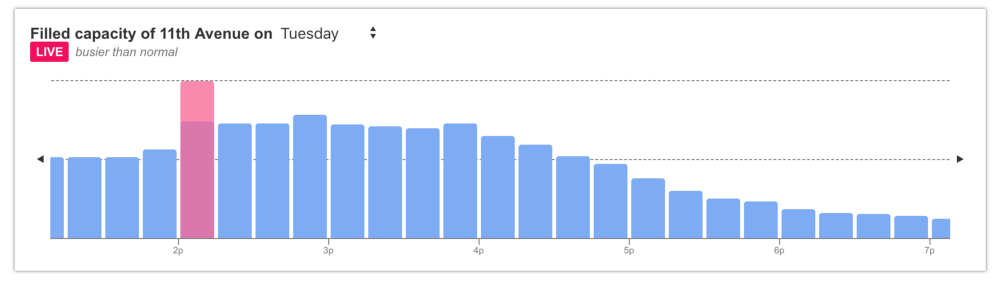 Filled capacity of 11th Avenue on Tuesday
LIVE busier than normal
2p 3p 4p 5p 6p 7p